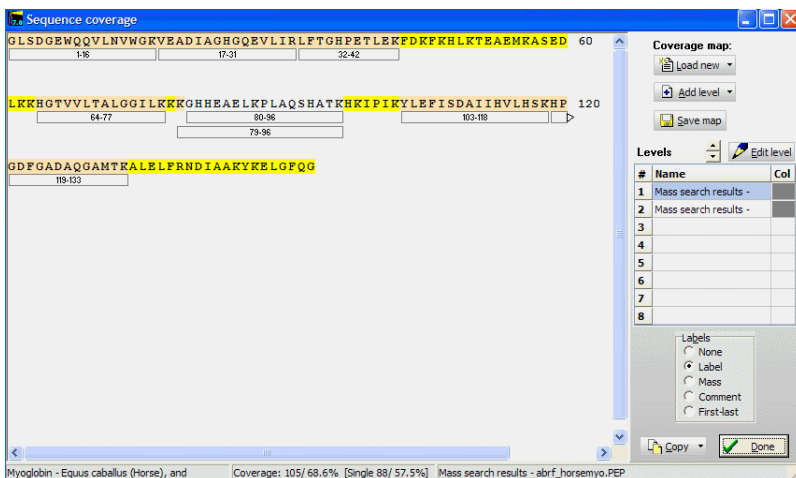 7.0 Sequence coverage
GLSDGEWQQVLNVWGKVEADIAGHGQEVLIRLFTGHPETLEKFDKFKHLKTEAEMKASED 60
1-16 17-31 32-42
LKKHGTVVLTALGGILKKKGHHEAELKPLAQSHATKHKIPIKYLEFISDAIIHVLHSKHP 120
64-77 80-96 103-118
79-96
GDFGADAQGAMTKALELFRNDIAAKYKELGFQG
119-133
Coverage map:
Load new
Add level
Save map
Levels Edit level
# Name Col
1 Mass search results -
2 Mass search results -
3
4
5
6
7
8
Labels
None
Label
Mass
Comment
First-last
Copy Done
Myoglobin - Equus caballus (Horse), and Coverage: 105/ 68.6% [Single 88/ 57.5%] Mass search results - abrf_horsemyo.PEP